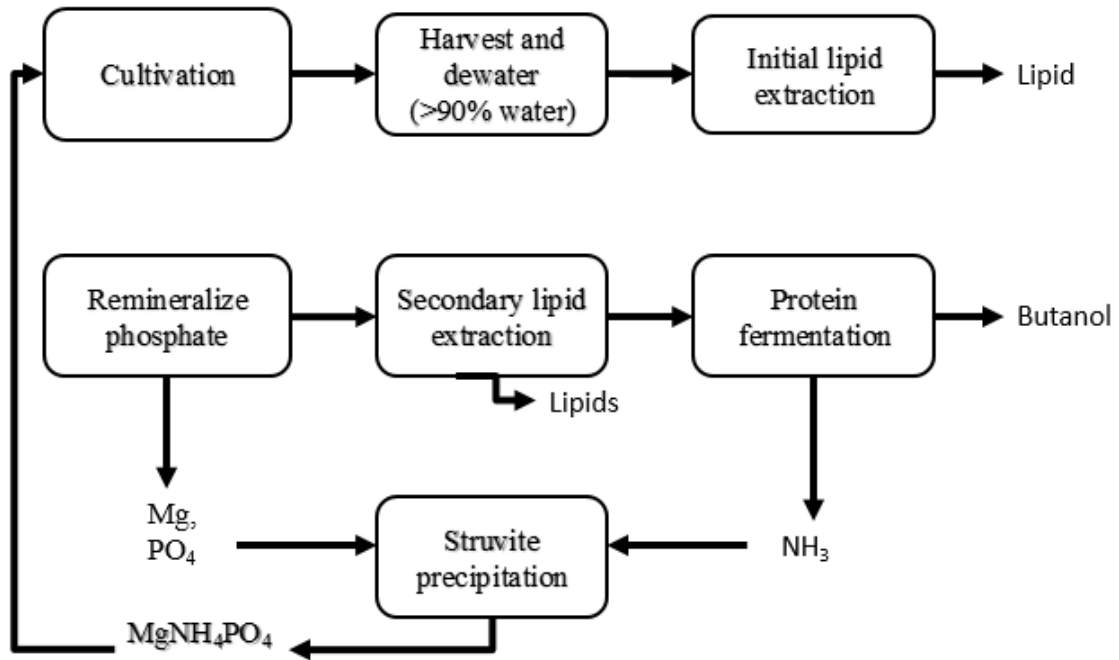 Cultivation
Harvest and
dewater
(>90% water)
Initial lipid
extraction
Lipid
Remineralize
phosphate
Secondary lipid
extraction
Protein
fermentation
Butanol
Lipids
Mg,
PO₄
Struvite
precipitation
NH₃
MgNH₄PO₄